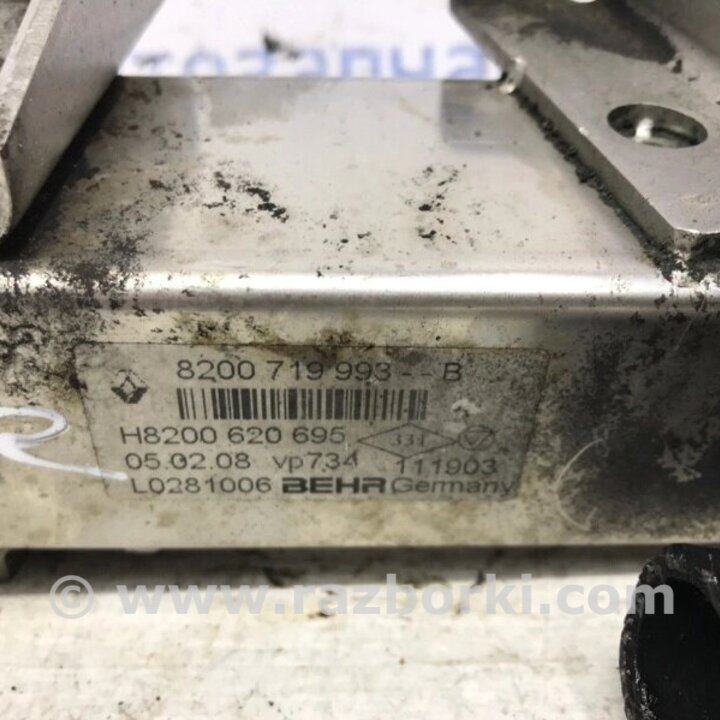 8200 719 993 -- B
H8200 620 695 331
05.02.08 vp734 111903
L0281006 BEHR Germany
© www.razborki.com